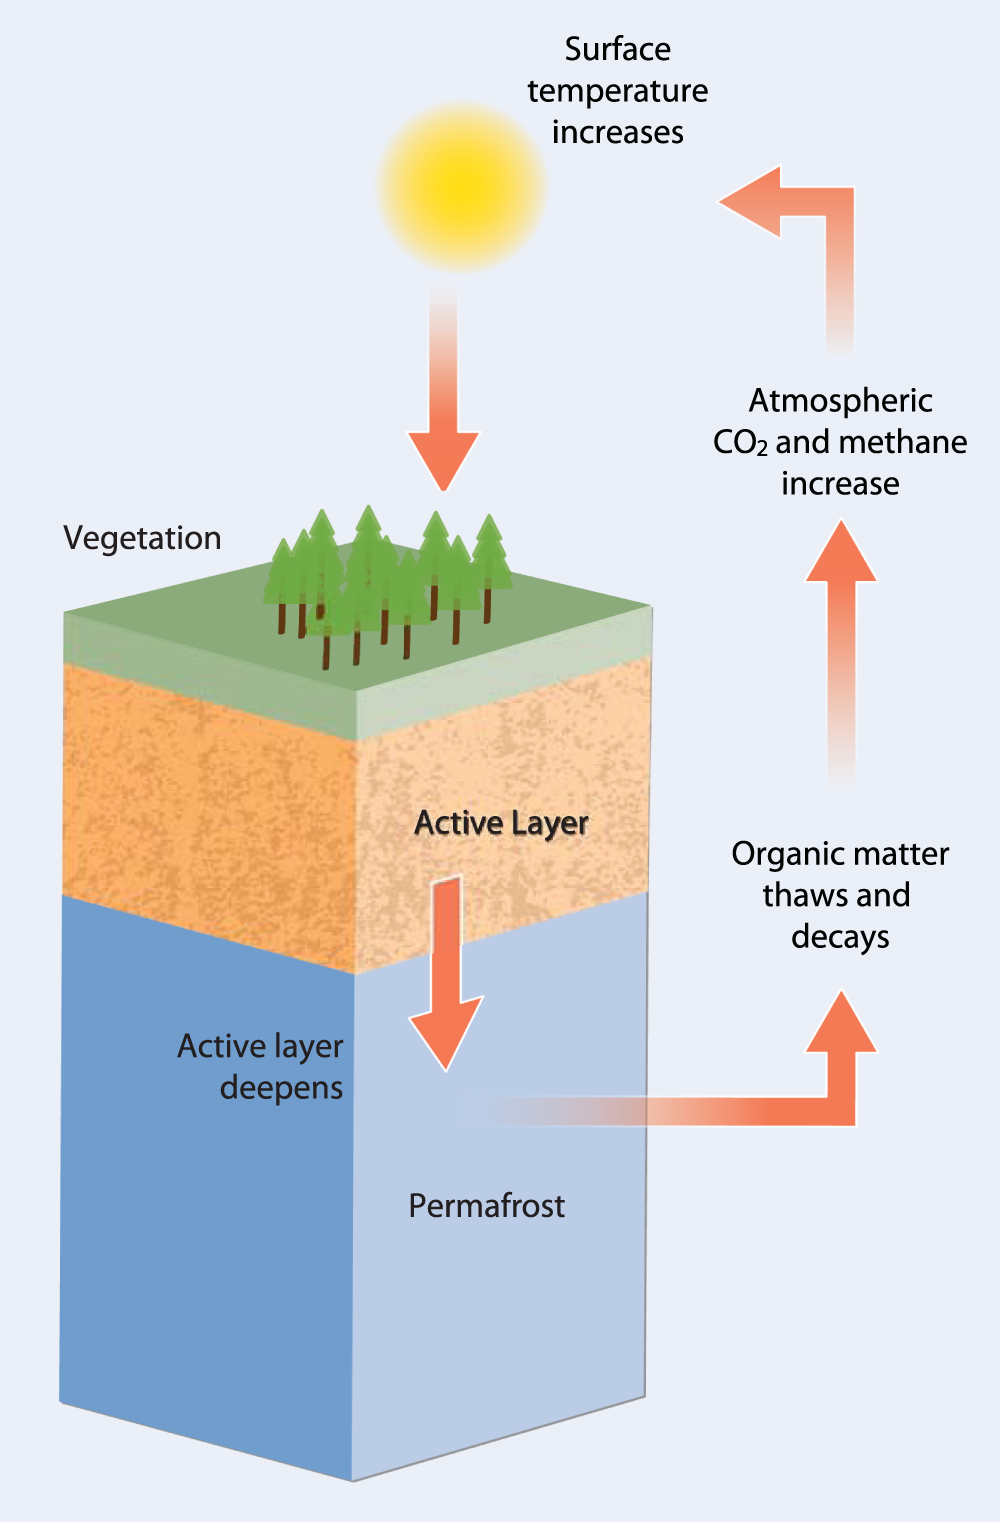 Surface
temperature
increases
Atmospheric
CO₂ and methane
increase
Vegetation
Active Layer
Organic matter
thaws and
decays
Active layer
deepens
Permafrost